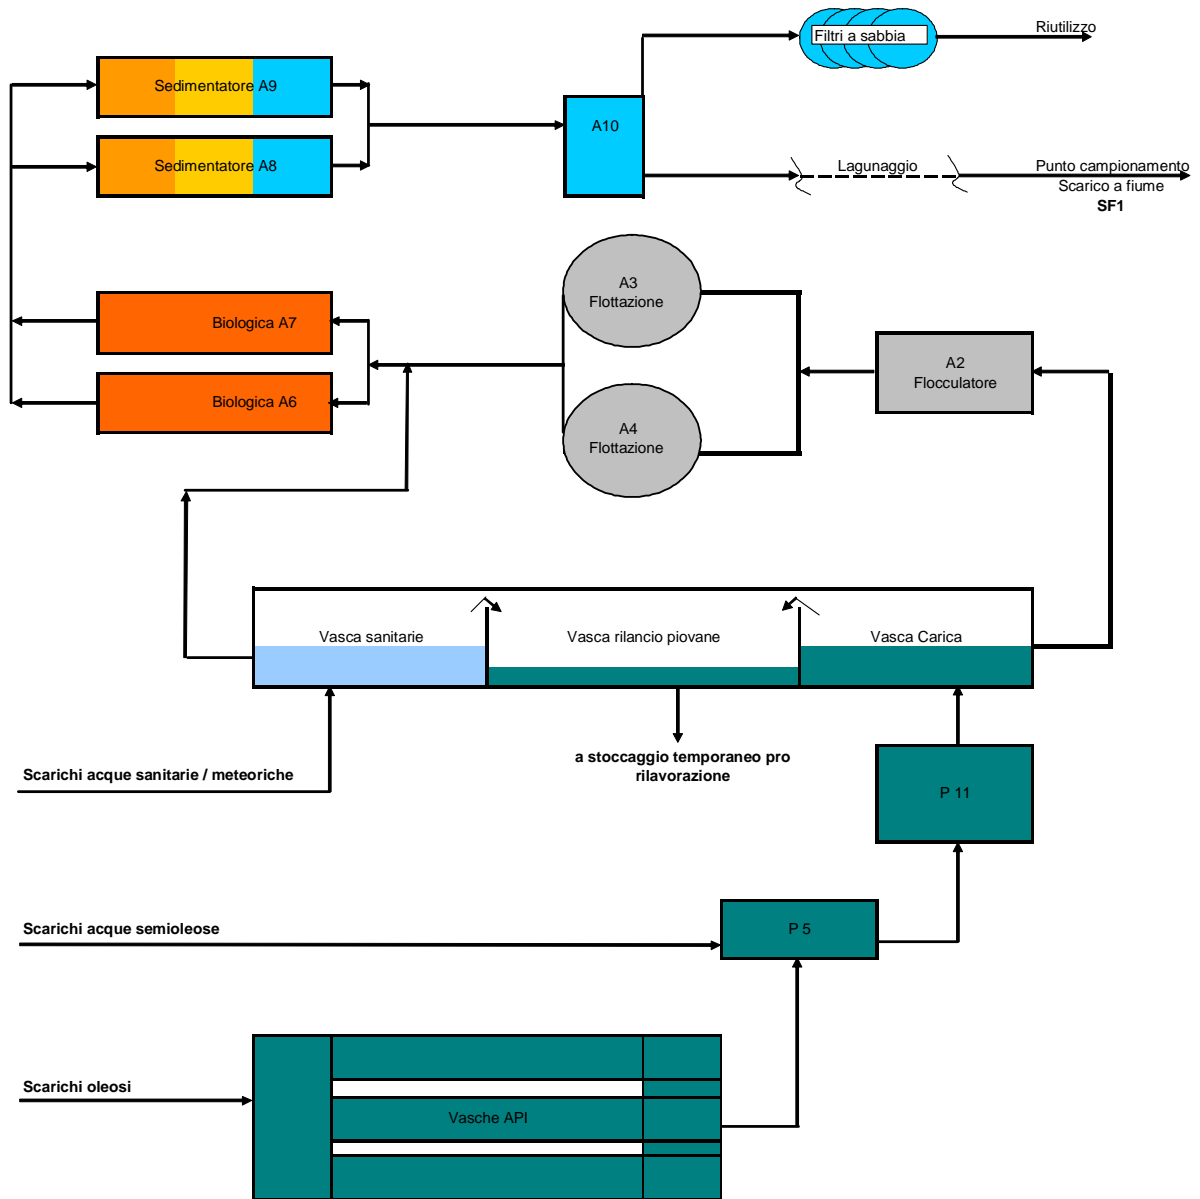 Filtri a sabbia
Riutilizzo
Sedimentatore A9
A10
Sedimentatore A8
Lagunaggio
Punto campionamento
Scarico a fiume
SF1
A3
Flottazione
Biologica A7
A2
Flocculatore
Biologica A6
A4
Flottazione
Vasca sanitarie
Vasca rilancio piovane
Vasca Carica
a stoccaggio temporaneo pro
rilavorazione
Scarichi acque sanitarie / meteoriche
P 11
Scarichi acque semioleose
P 5
Scarichi oleosi
Vasche API